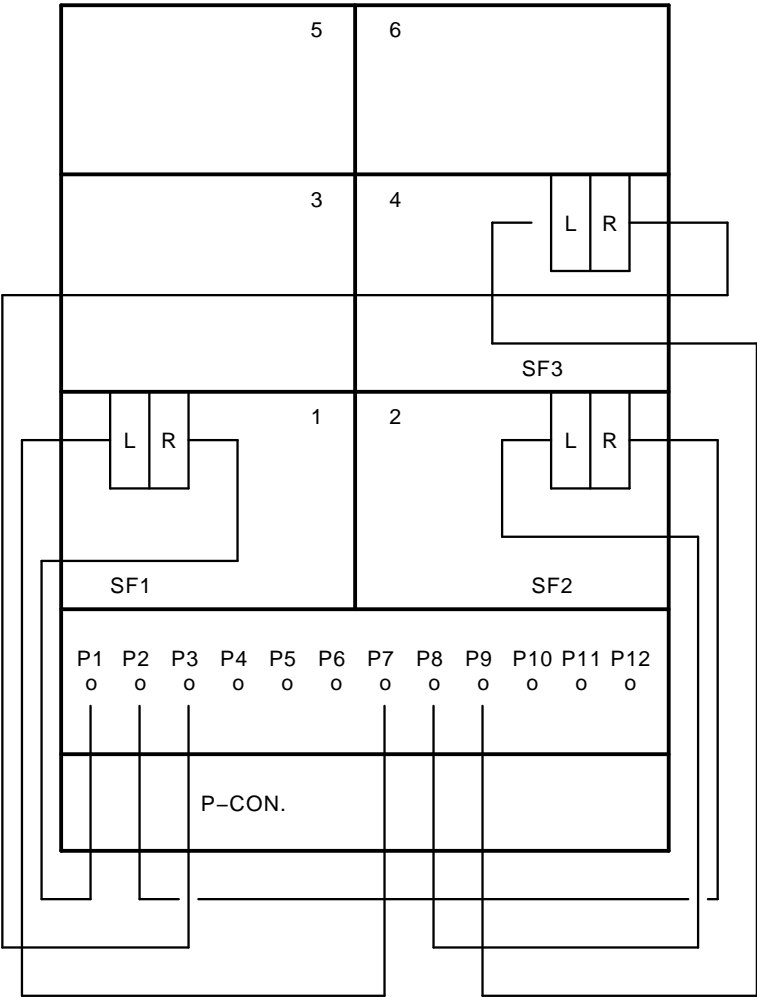 5 6
3 4
L R
SF3
1 2
L R L R
SF1 SF2
P1 P2 P3 P4 P5 P6 P7 P8 P9 P10 P11 P12
o o o o o o o o o o o o
P−CON.